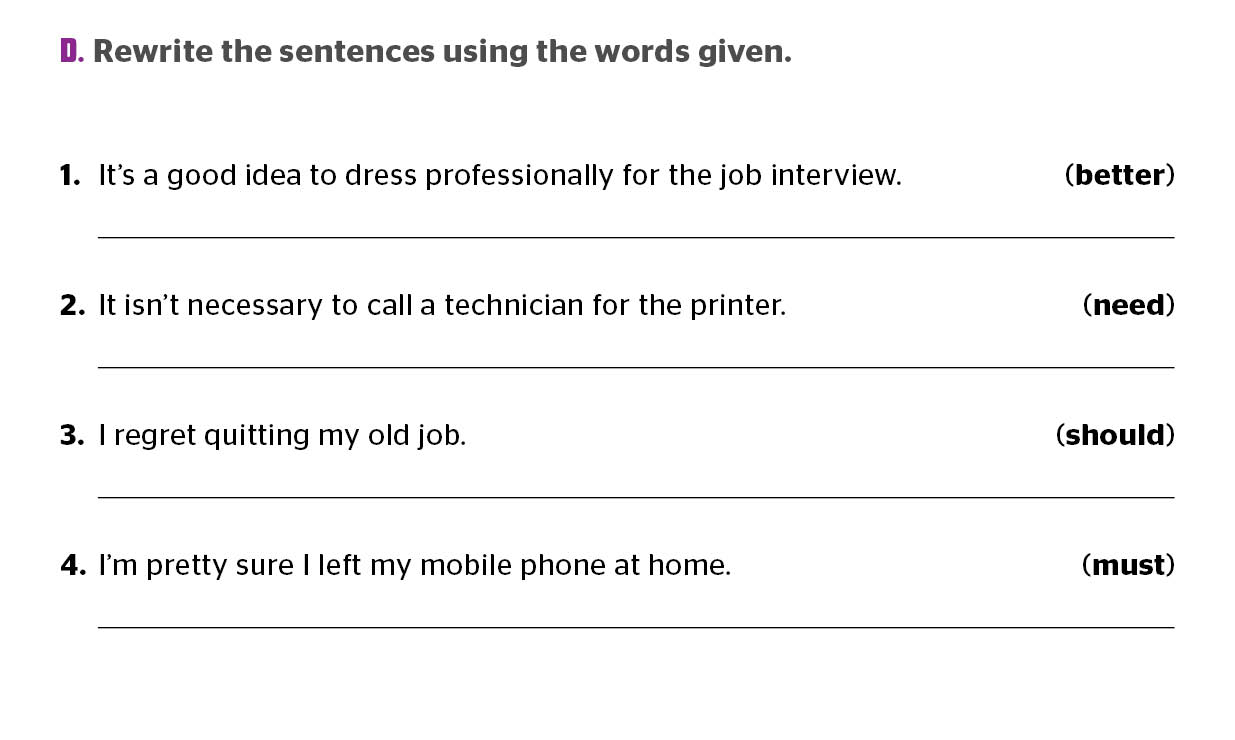 D. Rewrite the sentences using the words given.
1. It’s a good idea to dress professionally for the job interview. (better)
2. It isn’t necessary to call a technician for the printer. (need)
3. I regret quitting my old job. (should)
4. I’m pretty sure I left my mobile phone at home. (must)